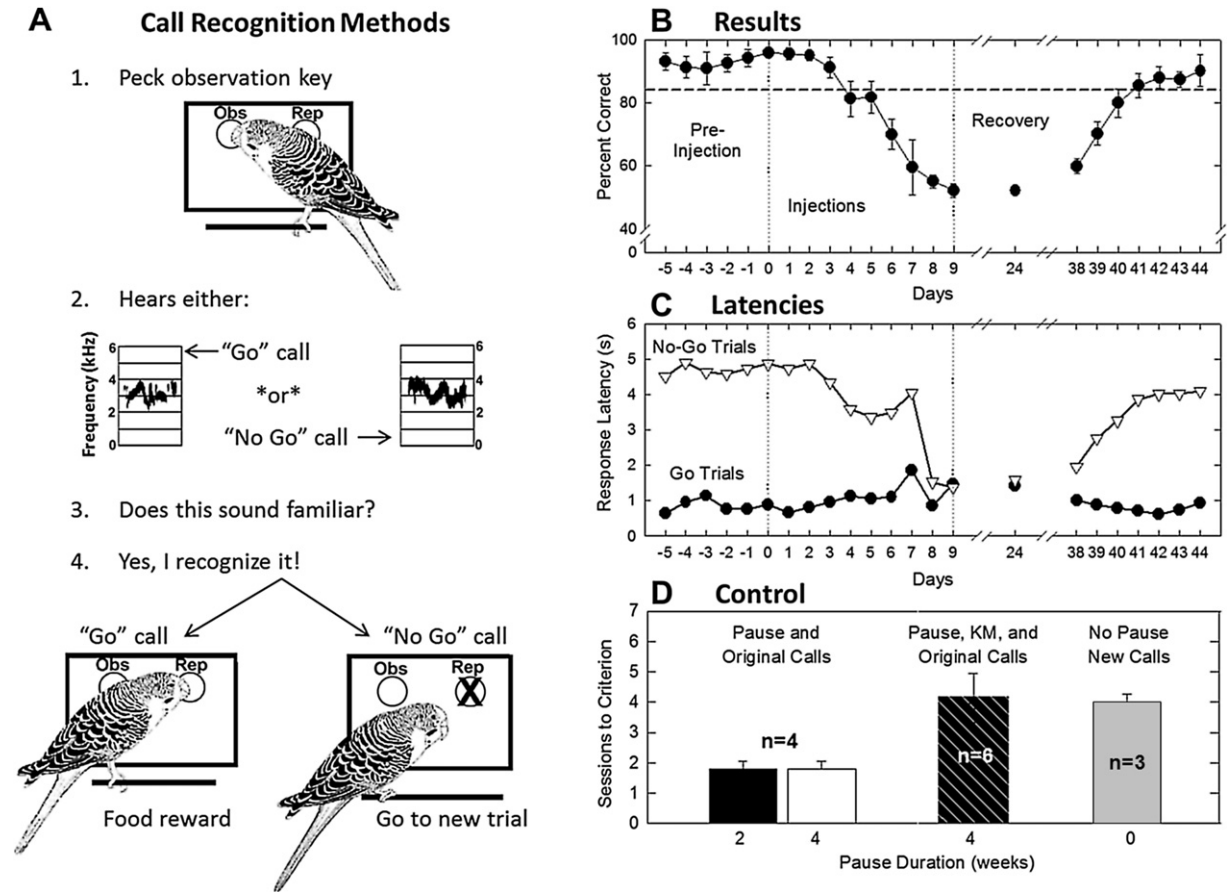 A Call Recognition Methods
1. Peck observation key
Obs Rep
2. Hears either:
Frequency (kHz)
6
4
2
0
"Go" call
*or*
"No Go" call
6
4
2
0
3. Does this sound familiar?
4. Yes, I recognize it!
"Go" call
Obs Rep
Food reward
"No Go" call
Obs Rep
X
Go to new trial
B Results
Percent Correct
100
80
60
40
0
Pre-
Injection
Injections
Recovery
-5 -4 -3 -2 -1 0 1 2 3 4 5 6 7 8 9 24 38 39 40 41 42 43 44
Days
C Latencies
Response Latency (s)
6
5
4
3
2
1
0
No-Go Trials
Go Trials
-5 -4 -3 -2 -1 0 1 2 3 4 5 6 7 8 9 24 38 39 40 41 42 43 44
Days
D Control
Sessions to Criterion
7
6
5
4
3
2
1
0
Pause and
Original Calls
Pause, KM, and
Original Calls
No Pause
New Calls
n=4
n=6
n=3
2 4 4 0
Pause Duration (weeks)